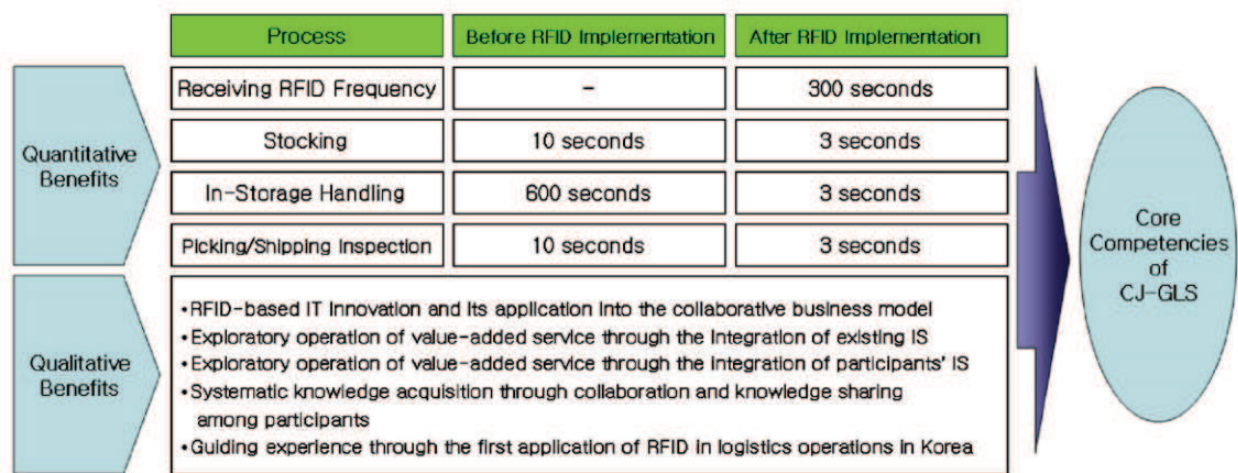 Process Before RFID Implementation After RFID Implementation
Quantitative
Benefits
Receiving RFID Frequency - 300 seconds
Stocking 10 seconds 3 seconds
In-Storage Handling 600 seconds 3 seconds
Picking/Shipping Inspection 10 seconds 3 seconds
Qualitative
Benefits
•RFID-based IT Innovation and Its application Into the collaborative business model
•Exploratory operation of value-added service through the Integration of existing IS
•Exploratory operation of value-added service through the Integration of participants' IS
•Systematic knowledge acquisition through collaboration and knowledge sharing
among participants
•Guiding experience through the first application of RFID in logistics operations in Korea
Core
Competencies
of
CJ-GLS